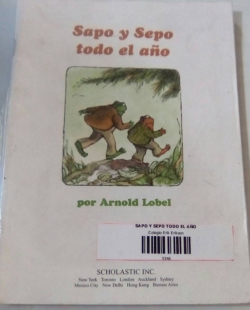 Sapo y Sepo
todo el año
por Arnold Lobel
SAPO Y SEPO TODO EL AÑO
SCHOLASTIC INC.
New York Toronto London Auckland Sydney
Mexico City New Delhi Hong Kong Buenos Aires